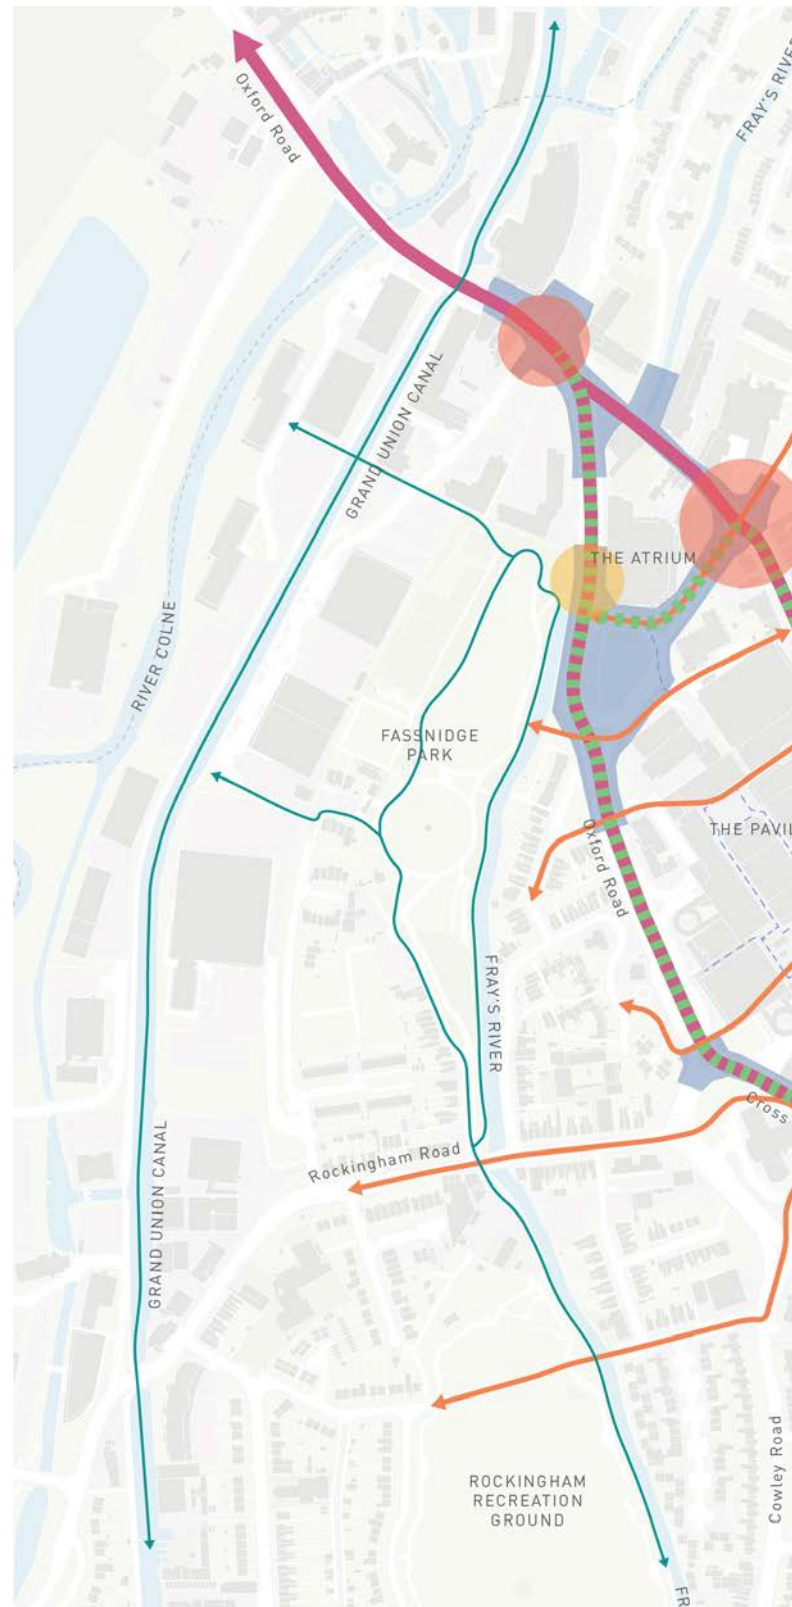 Oxford Road
FRAY'S RIVER
GRAND UNION CANAL
THE ATRIUM
RIVER COLNE
FASSNIDGE
PARK
Oxford Road
THE PAVIL
FRAY'S RIVER
Cross
Rockingham Road
GRAND UNION CANAL
ROCKINGHAM
RECREATION
GROUND
Cowley Road
FR